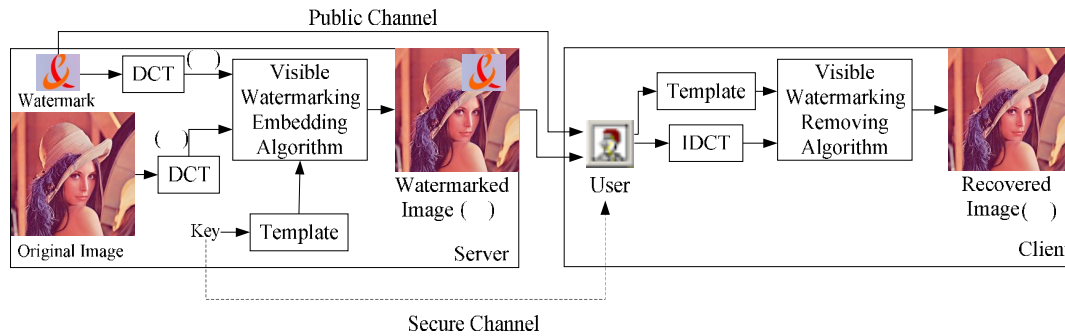 Public Channel
Watermark
DCT
(    )
Visible
Watermarking
Embedding
Algorithm
(    )
DCT
Original Image
Key
Template
Watermarked
Image (    )
Server
User
Template
IDCT
Visible
Watermarking
Removing
Algorithm
Recovered
Image(    )
Client
Secure Channel